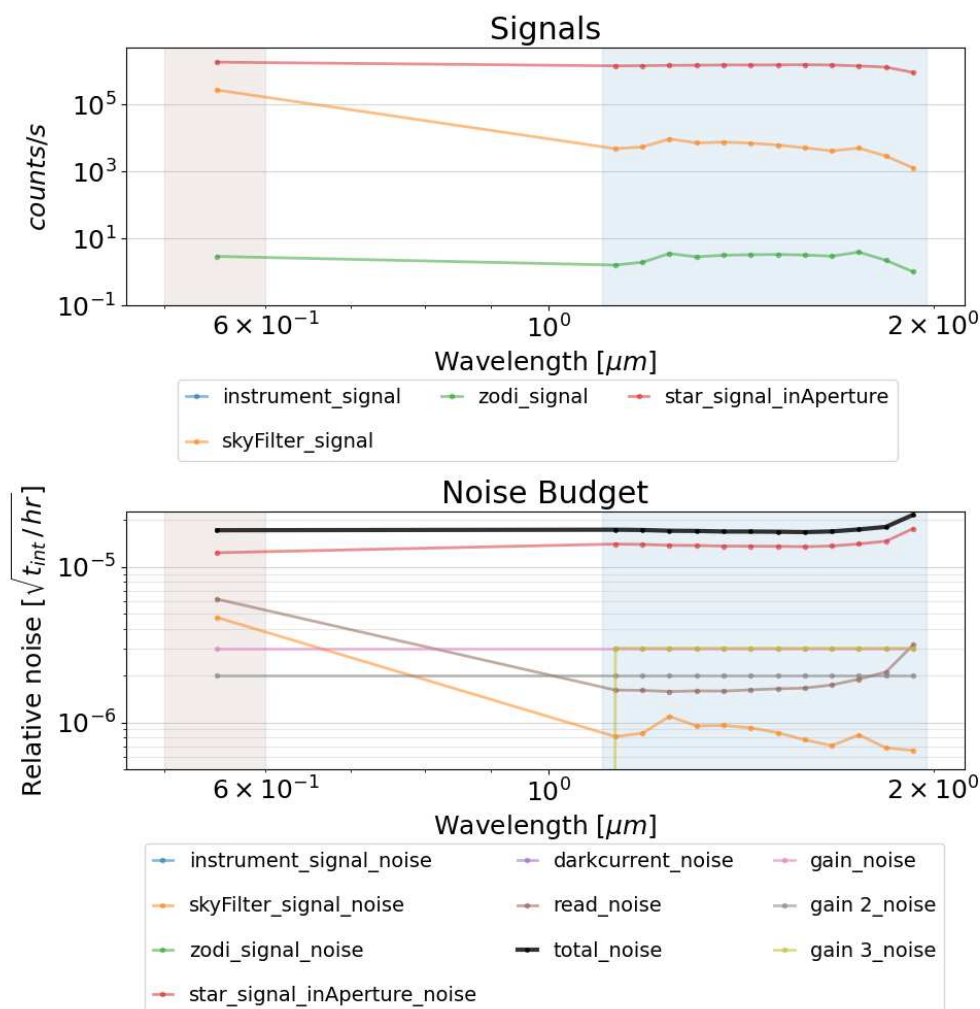 Signals
counts/s
10^5
10^3
10^1
10^-1
6 × 10^-1
10^0
2 × 10^0
Wavelength [μm]
instrument_signal
zodi_signal
star_signal_inAperture
skyFilter_signal
Noise Budget
Relative noise [√t_int / hr]
10^-5
10^-6
6 × 10^-1
10^0
2 × 10^0
Wavelength [μm]
instrument_signal_noise
darkcurrent_noise
gain_noise
skyFilter_signal_noise
read_noise
gain 2_noise
zodi_signal_noise
total_noise
gain 3_noise
star_signal_inAperture_noise